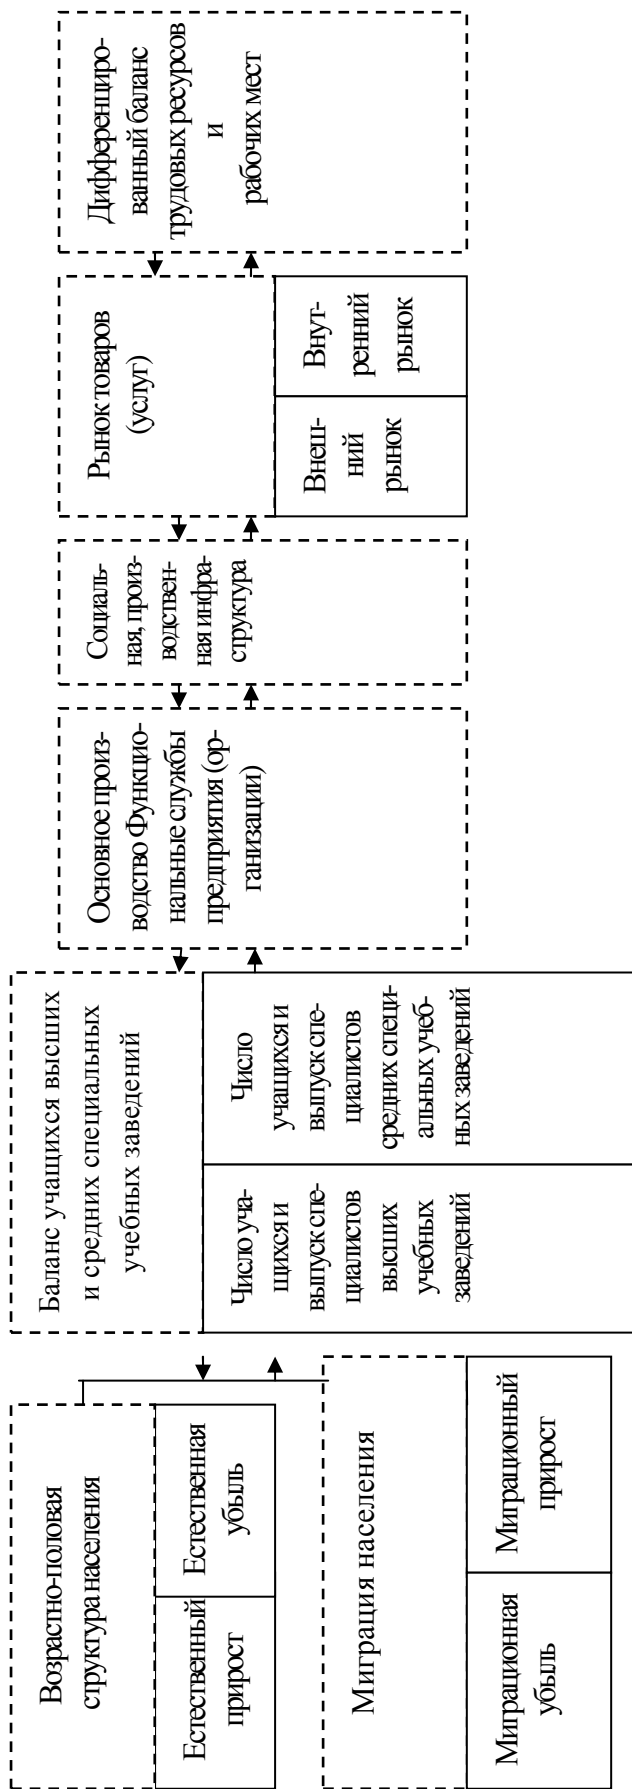 Возрастно-половая
структура населения
Естественный
прирост
Естественная
убыль
Миграция населения
Миграционная
убыль
Миграционный
прирост
Баланс учащихся высших
и средних специальных
учебных заведений
Число уча-
щихся и
выпуск спе-
циалистов
высших
учебных
заведений
Число
учащихся и
выпуск спе-
циалистов
средних специ-
альных учеб-
ных заведений
Основное произ-
водство Функцио-
нальные службы
предприятия (ор-
ганизации)
Социаль-
ная, произ-
водствен-
ная инфра-
структура
Рынок товаров
(услуг)
Внеш-
ний
рынок
Внут-
ренний
рынок
Дифференциро-
ванный баланс
трудовых ресурсов
и
рабочих мест